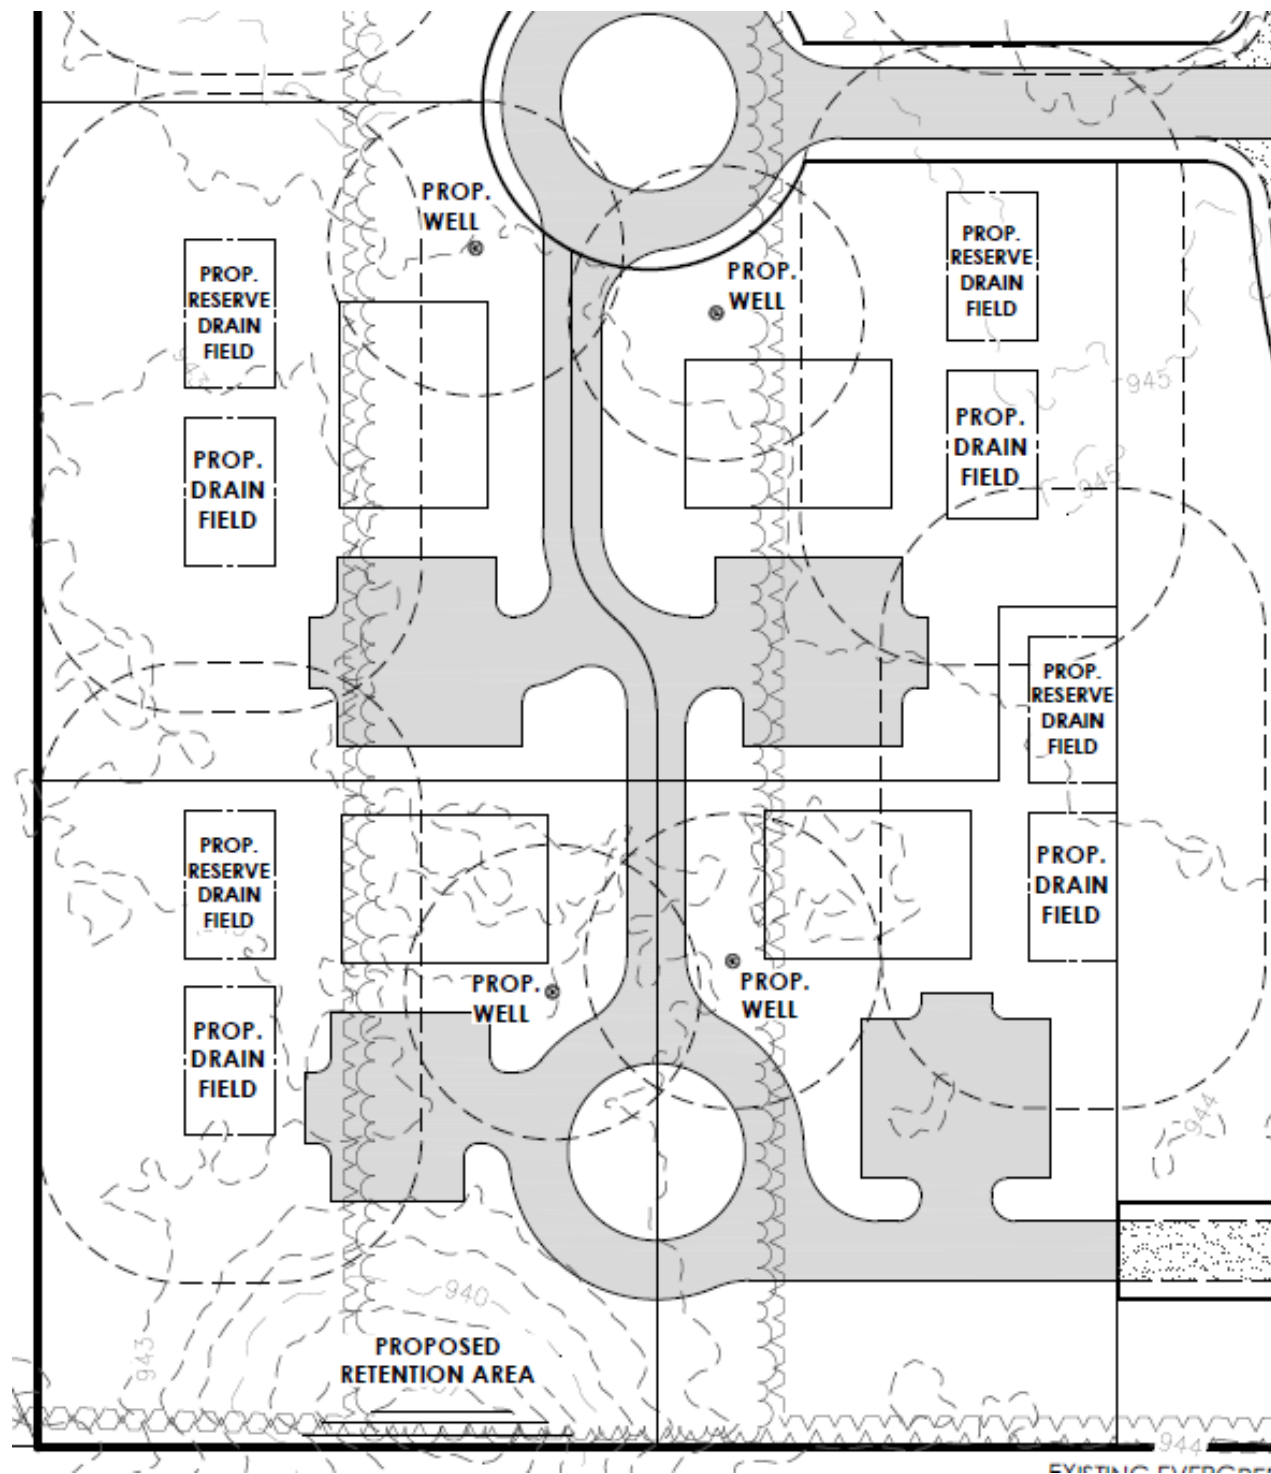 PROP.
WELL
PROP.
RESERVE
DRAIN
FIELD
PROP.
WELL
PROP.
RESERVE
DRAIN
FIELD
945
PROP.
DRAIN
FIELD
PROP.
DRAIN
FIELD
945
PROP.
RESERVE
DRAIN
FIELD
PROP.
RESERVE
DRAIN
FIELD
PROP.
DRAIN
FIELD
PROP.
WELL
PROP.
WELL
PROP.
DRAIN
FIELD
944
940
943
PROPOSED
RETENTION AREA
944